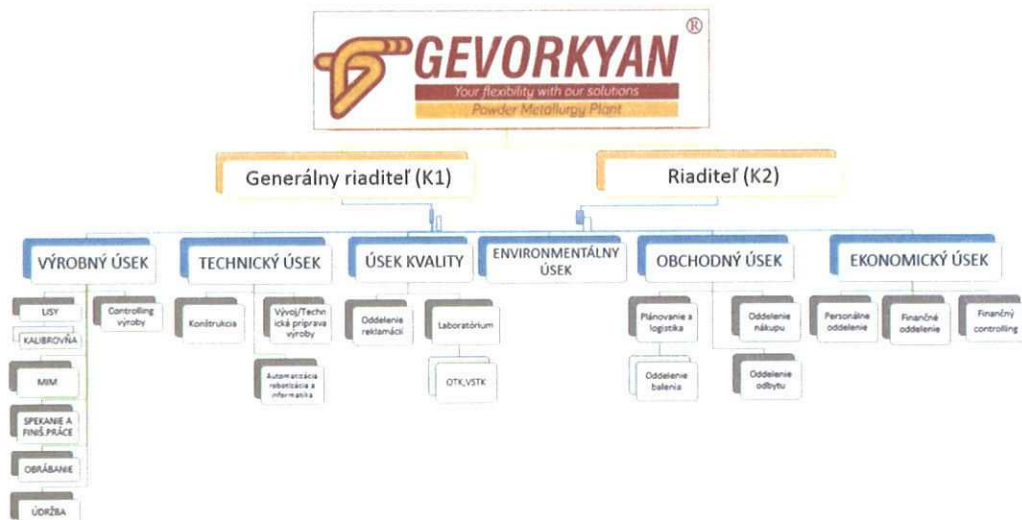 GEVORKYAN ®
Your flexibility with our solutions
Powder Metallurgy Plant
Generálny riaditeľ (K1)
Riaditeľ (K2)
VÝROBNÝ ÚSEK
TECHNICKÝ ÚSEK
ÚSEK KVALITY
ENVIRONMENTÁLNY
ÚSEK
OBCHODNÝ ÚSEK
EKONOMICKÝ ÚSEK
LISY
KALIBROVŇA
MIM
SPEKANIE A
FINIŠ.PRÁCE
OBRÁBANIE
ÚDRŽBA
Controlling
výroby
Konštrukcia
Vývoj/Techn
ická príprava
výroby
Automatizácia
robotizácia a
informatika
Oddelenie
reklamácií
Laboratórium
OTK,VSTK
Plánovanie a
logistika
Oddelenie
balenia
Oddelenie
nákupu
Oddelenie
odbytu
Personálne
oddelenie
Finančné
oddelenie
Finančný
controlling